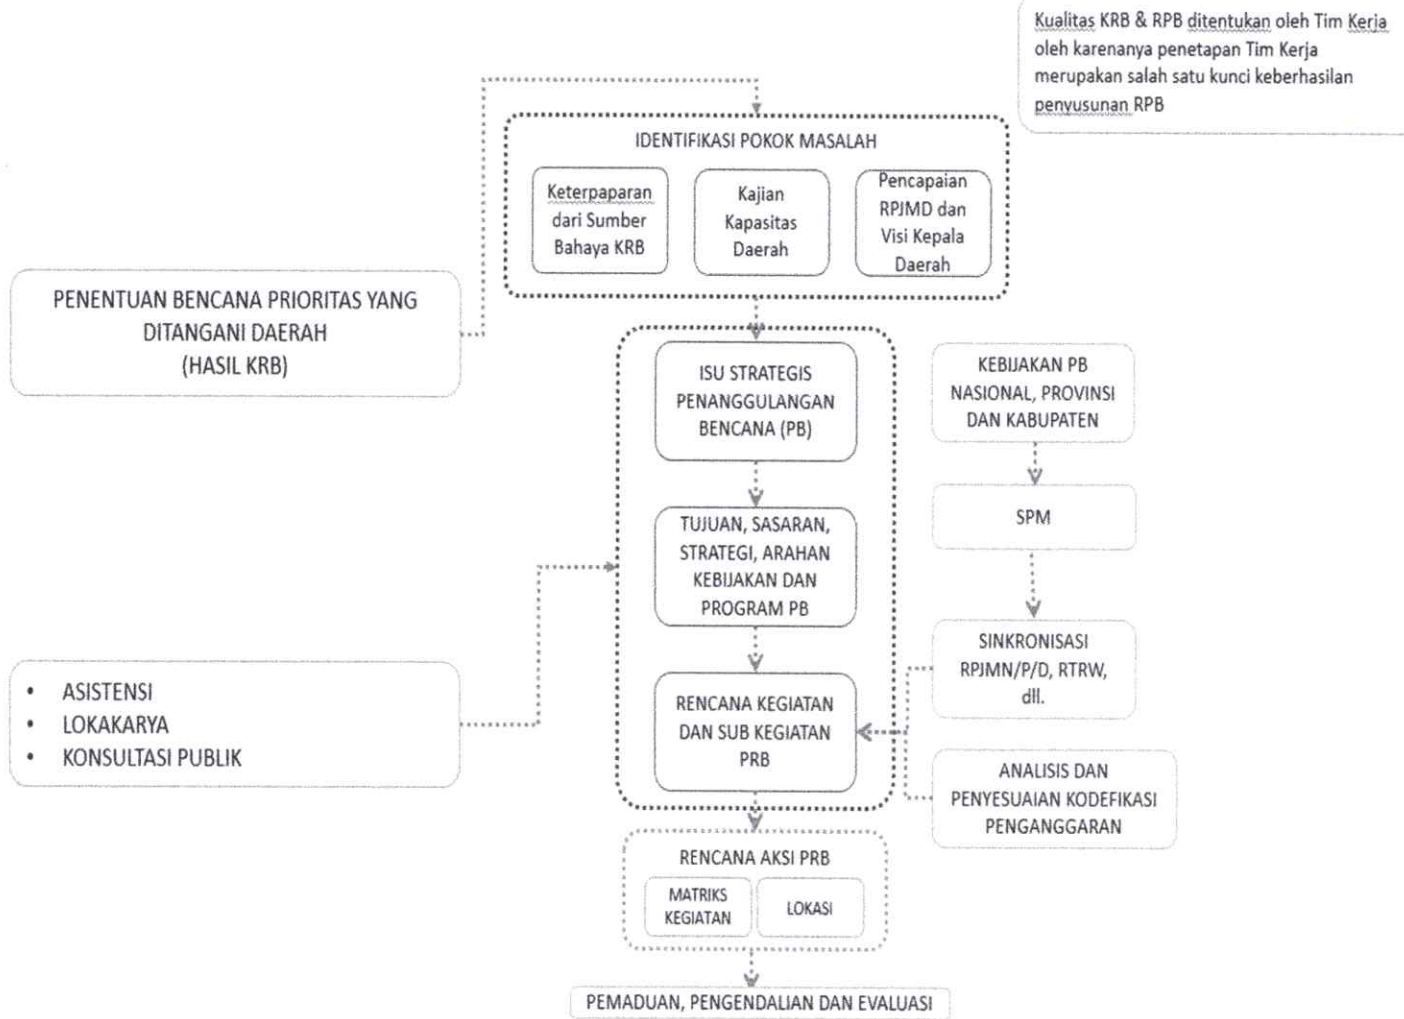 Kualitas KRB & RPB ditentukan oleh Tim Kerja
oleh karenanya penetapan Tim Kerja
merupakan salah satu kunci keberhasilan
penyusunan RPB
IDENTIFIKASI POKOK MASALAH
Keterpaparan
dari Sumber
Bahaya KRB
Kajian
Kapasitas
Daerah
Pencapaian
RPJMD dan
Visi Kepala
Daerah
PENENTUAN BENCANA PRIORITAS YANG
DITANGANI DAERAH
(HASIL KRB)
ISU STRATEGIS
PENANGGULANGAN
BENCANA (PB)
KEBIJAKAN PB
NASIONAL, PROVINSI
DAN KABUPATEN
SPM
TUJUAN, SASARAN,
STRATEGI, ARAHAN
KEBIJAKAN DAN
PROGRAM PB
SINKRONISASI
RPJMN/P/D, RTRW,
dll.
• ASISTENSI
• LOKAKARYA
• KONSULTASI PUBLIK
RENCANA KEGIATAN
DAN SUB KEGIATAN
PRB
ANALISIS DAN
PENYESUAIAN KODEFIKASI
PENGANGGARAN
RENCANA AKSI PRB
MATRIKS
KEGIATAN
LOKASI
PEMADUAN, PENGENDALIAN DAN EVALUASI